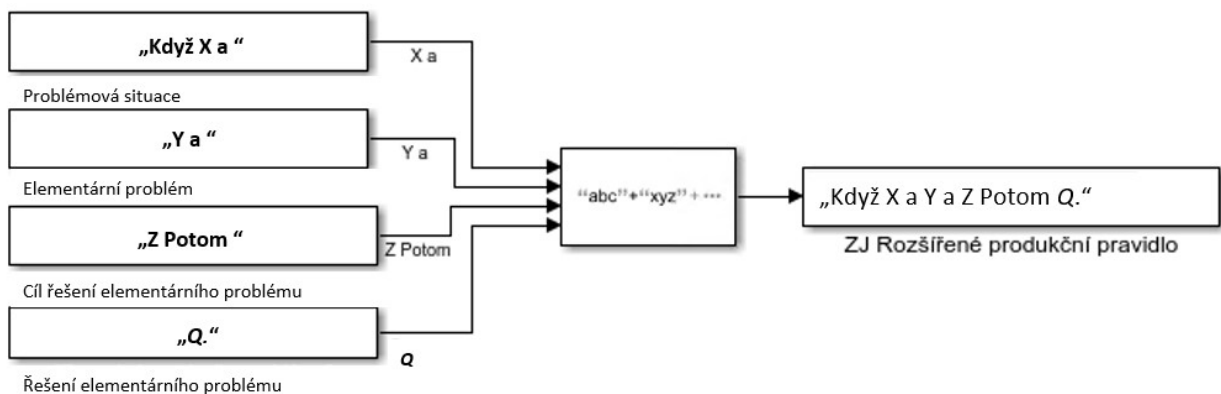 „Když X a “
X a
Problémová situace
„Y a “
Y a
Elementární problém
„Z Potom “
Z Potom
Cíl řešení elementárního problému
„Q.“
Q
Řešení elementárního problému
“abc”+“xyz”+ ···
„Když X a Y a Z Potom Q.“
ZJ Rozšířené produkční pravidlo